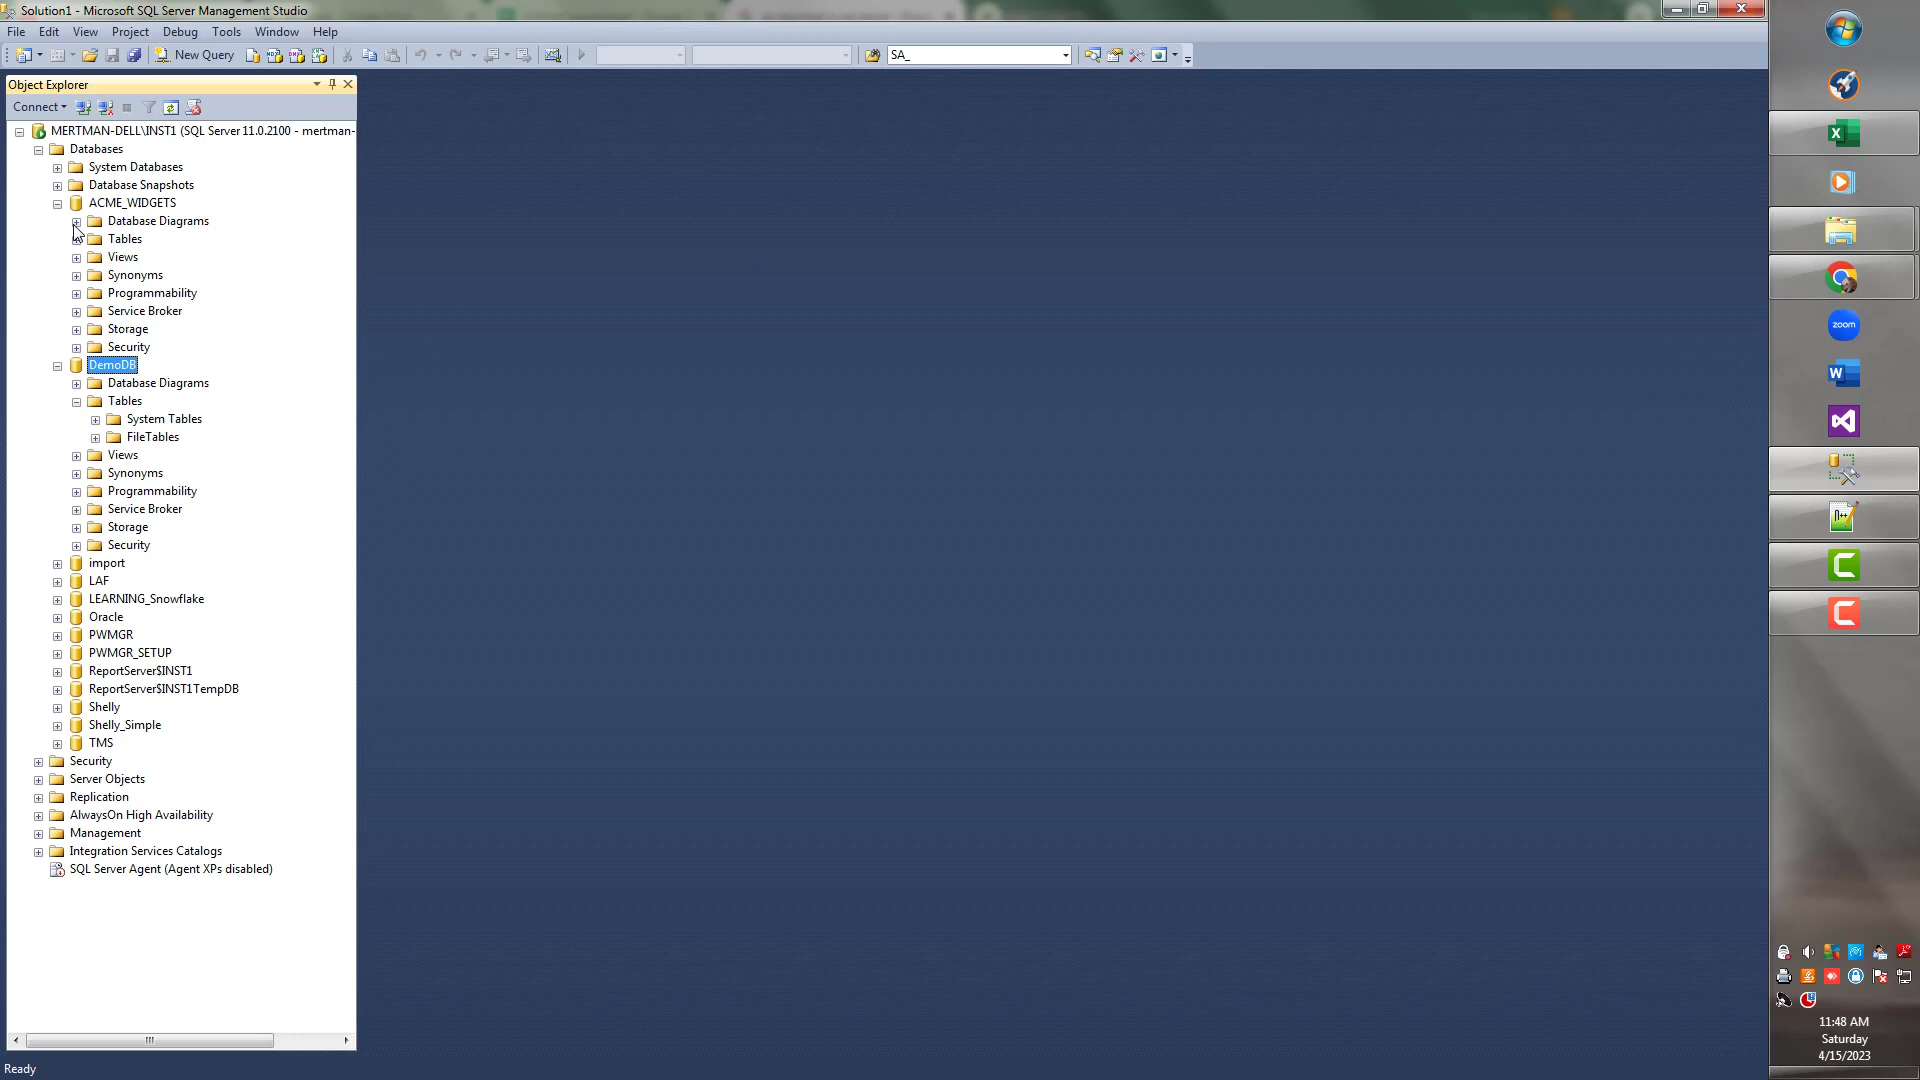 Solution1 - Microsoft SQL Server Management Studio
File Edit View Project Debug Tools Window Help
New Query SA_
Object Explorer
Connect
MERTMAN-DELL\INST1 (SQL Server 11.0.2100 - mertman-
Databases
System Databases
Database Snapshots
ACME_WIDGETS
Database Diagrams
Tables
Views
Synonyms
Programmability
Service Broker
Storage
Security
DemoDB
Database Diagrams
Tables
System Tables
FileTables
Views
Synonyms
Programmability
Service Broker
Storage
Security
import
LAF
LEARNING_Snowflake
Oracle
PWMGR
PWMGR_SETUP
ReportServer$INST1
ReportServer$INST1TempDB
Shelly
Shelly_Simple
TMS
Security
Server Objects
Replication
AlwaysOn High Availability
Management
Integration Services Catalogs
SQL Server Agent (Agent XPs disabled)
Ready
zoom
11:48 AM
Saturday
4/15/2023